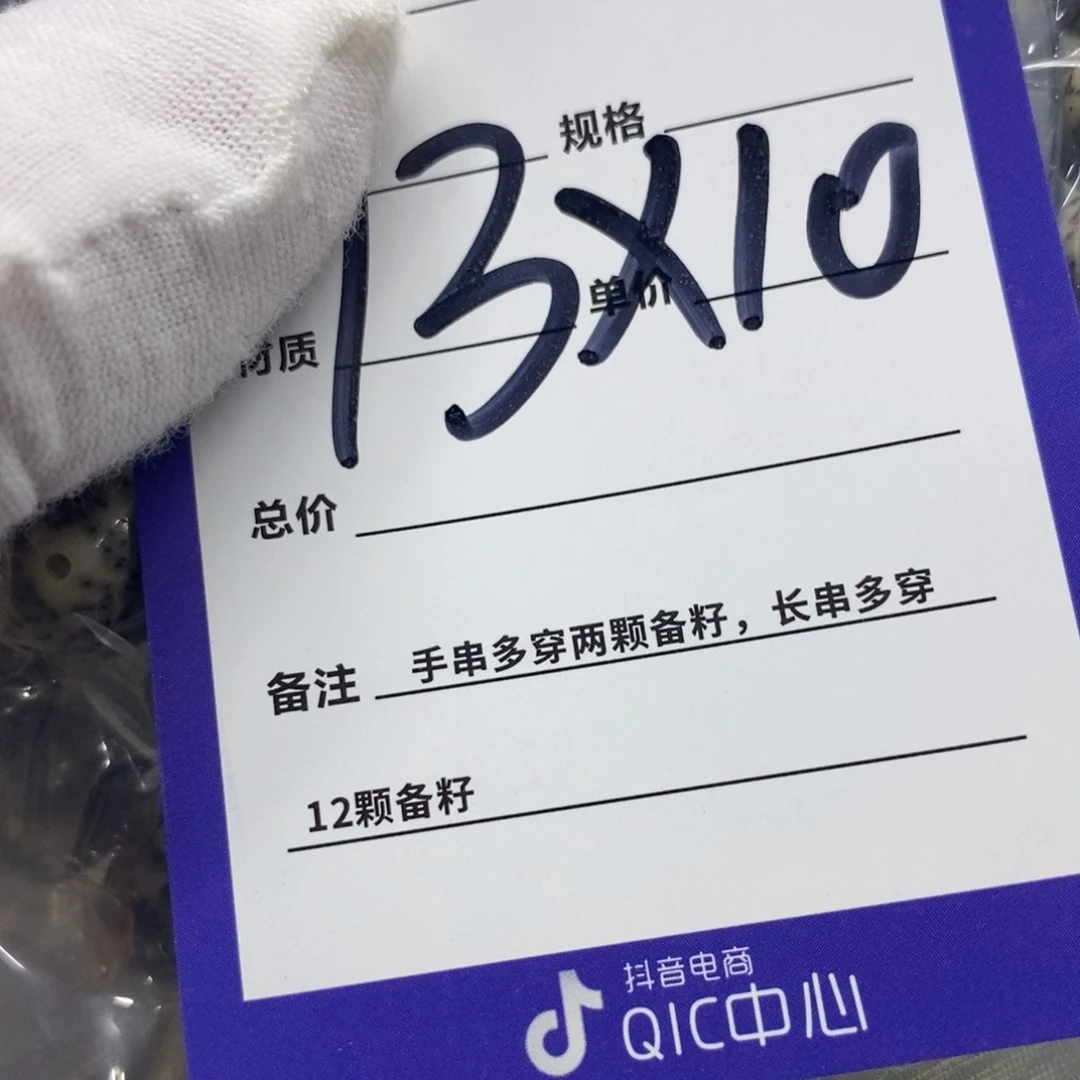 规格
13X10
单价
材质
总价
备注 手串多穿两颗备籽，长串多穿
12颗备籽
抖音电商
QIC中心